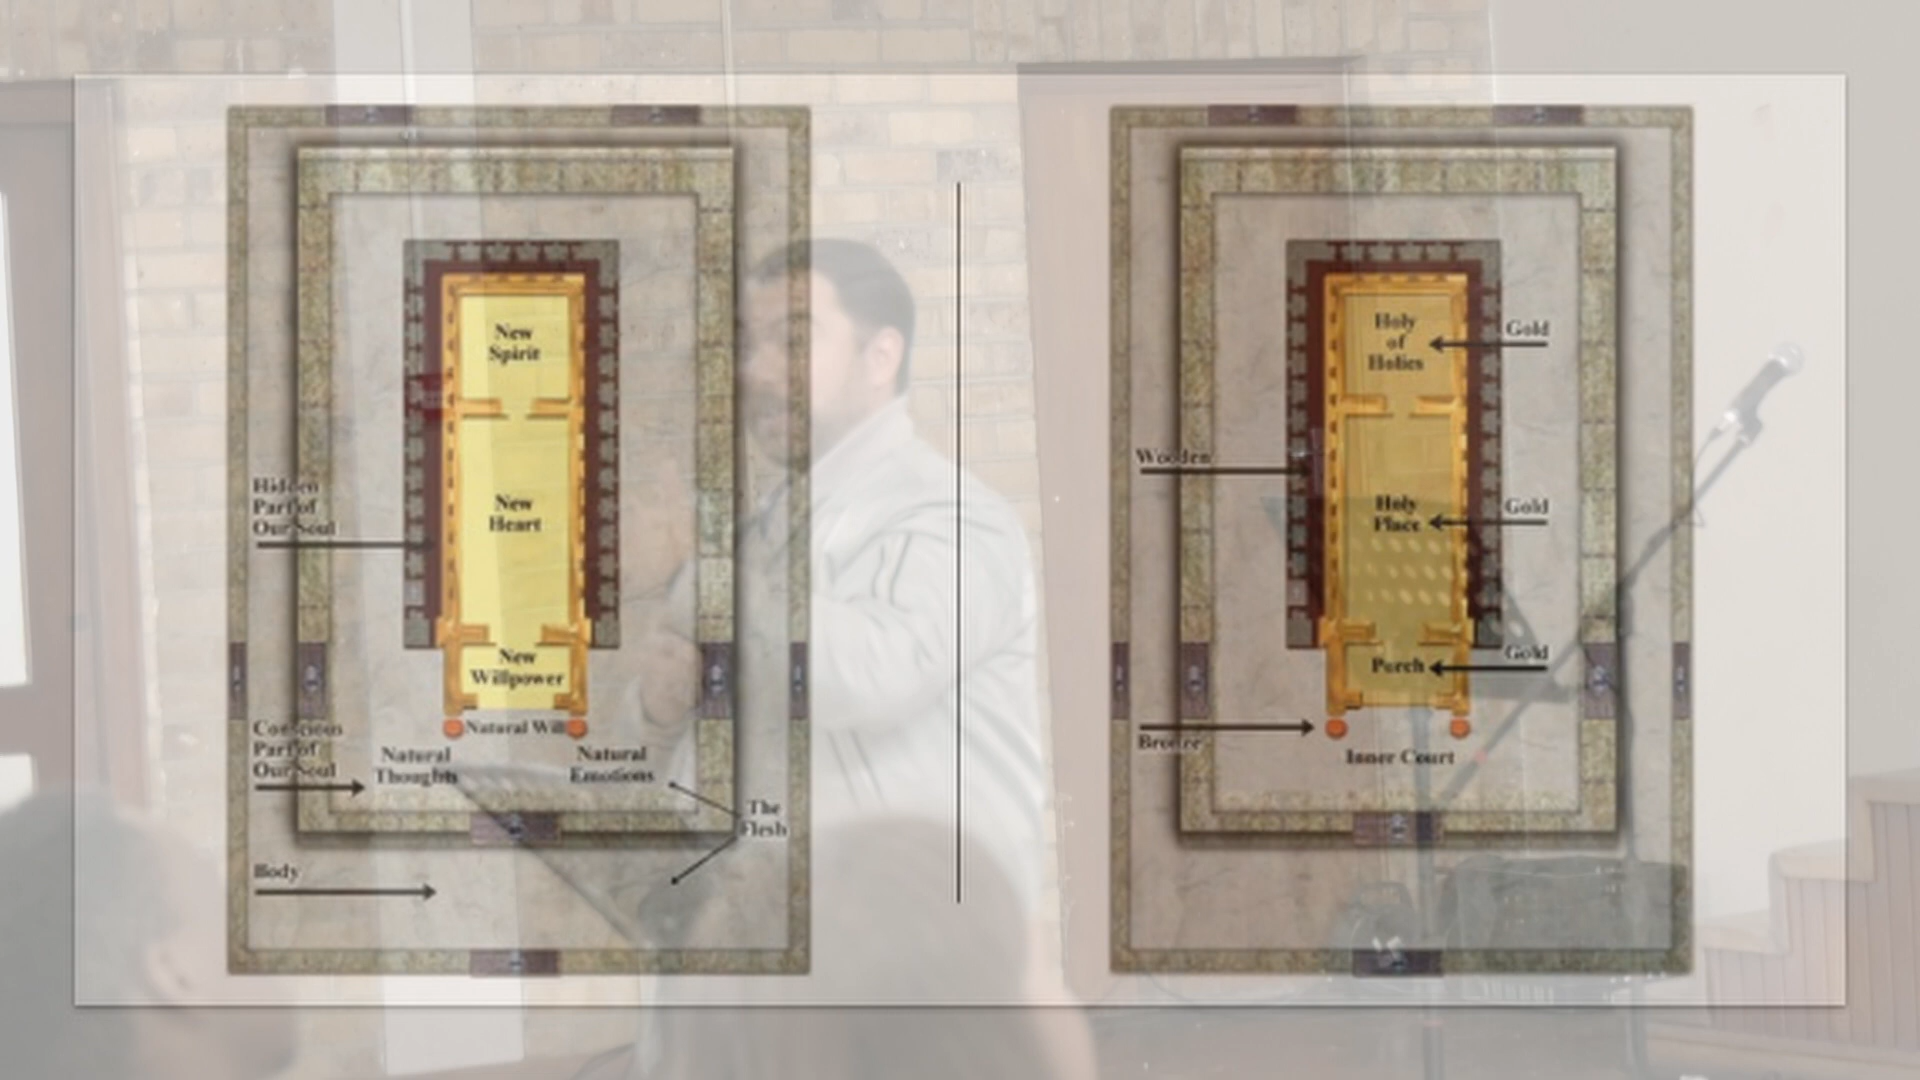 New
Spirit
New
Heart
Hidden
Part of
Our Soul
New
Willpower
Natural Will
Conscious
Part of
Our Soul
Natural
Thoughts
Natural
Emotions
The
Flesh
Body
Holy
of
Holies
Gold
Wooden
Holy
Place
Gold
Porch
Gold
Bronze
Inner Court